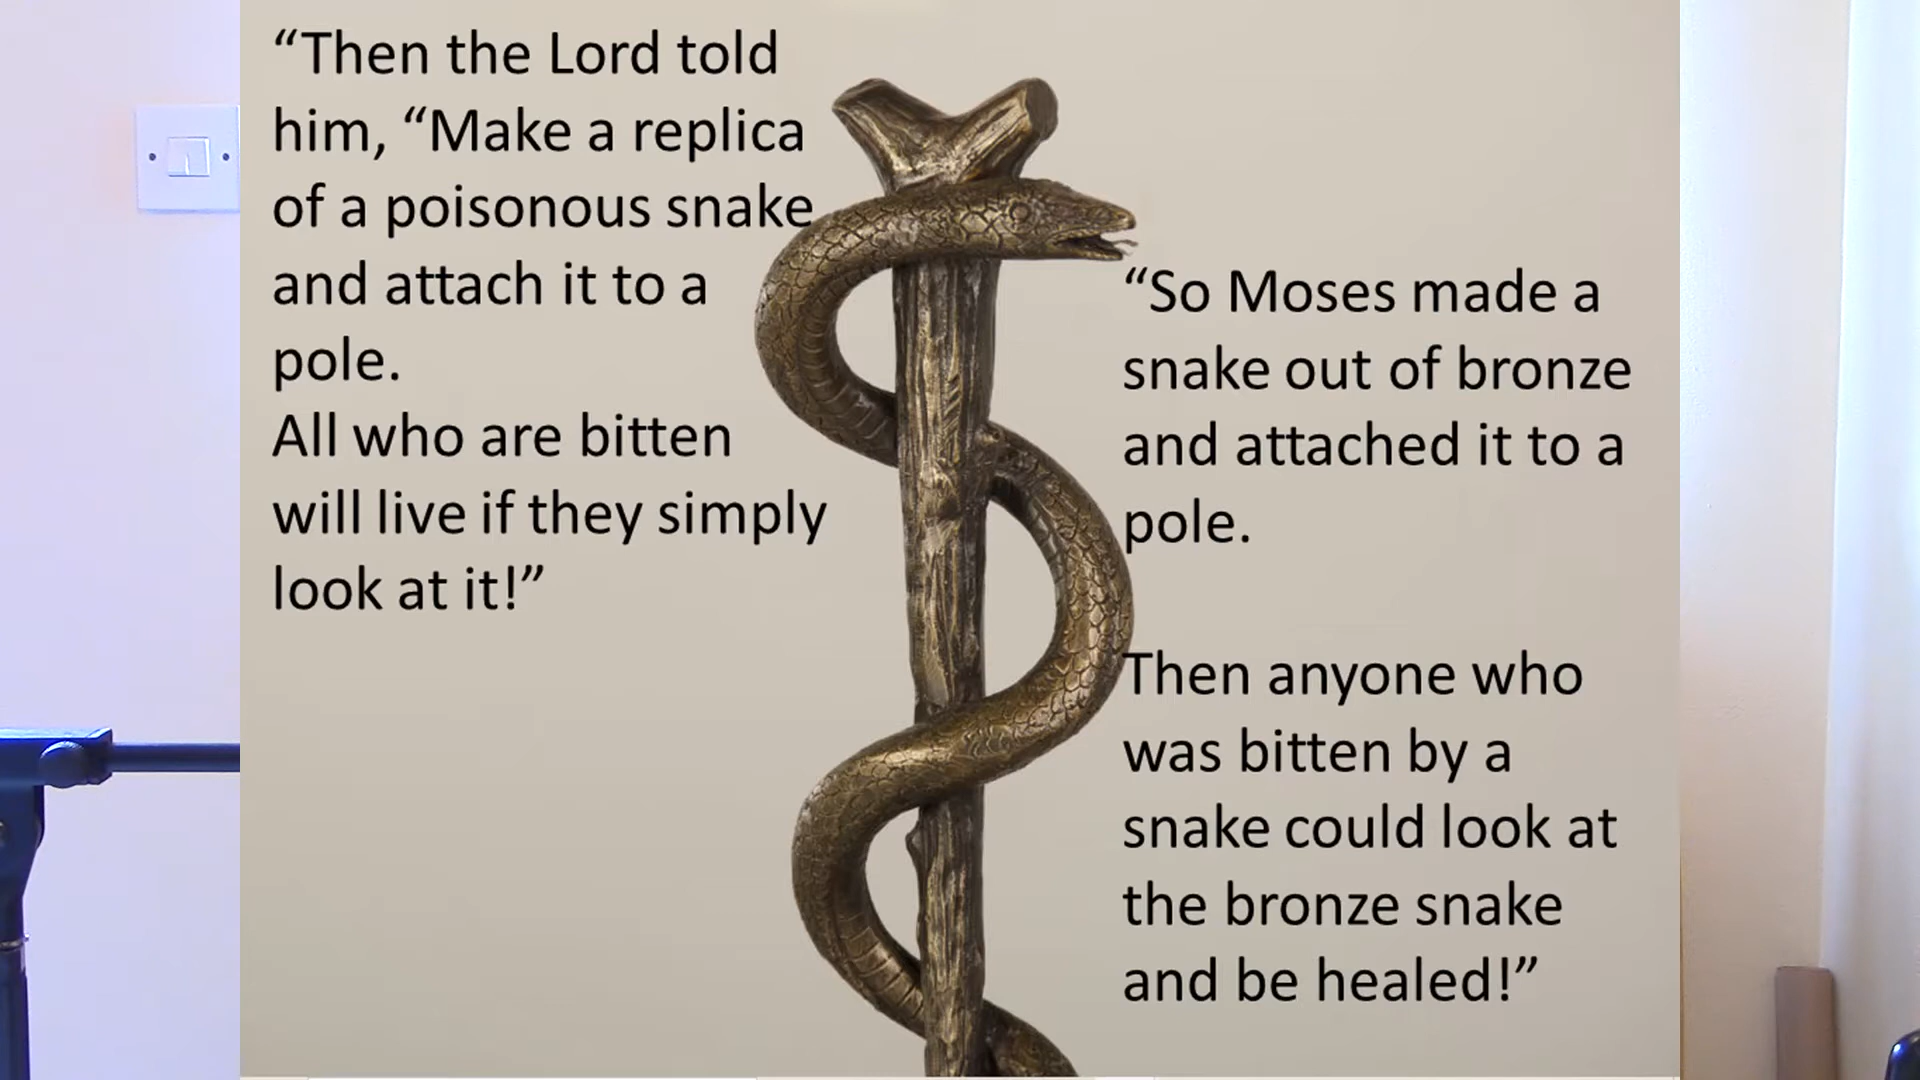 “Then the Lord told
him, “Make a replica
of a poisonous snake
and attach it to a
pole.
All who are bitten
will live if they simply
look at it!”
“So Moses made a
snake out of bronze
and attached it to a
pole.
Then anyone who
was bitten by a
snake could look at
the bronze snake
and be healed!”